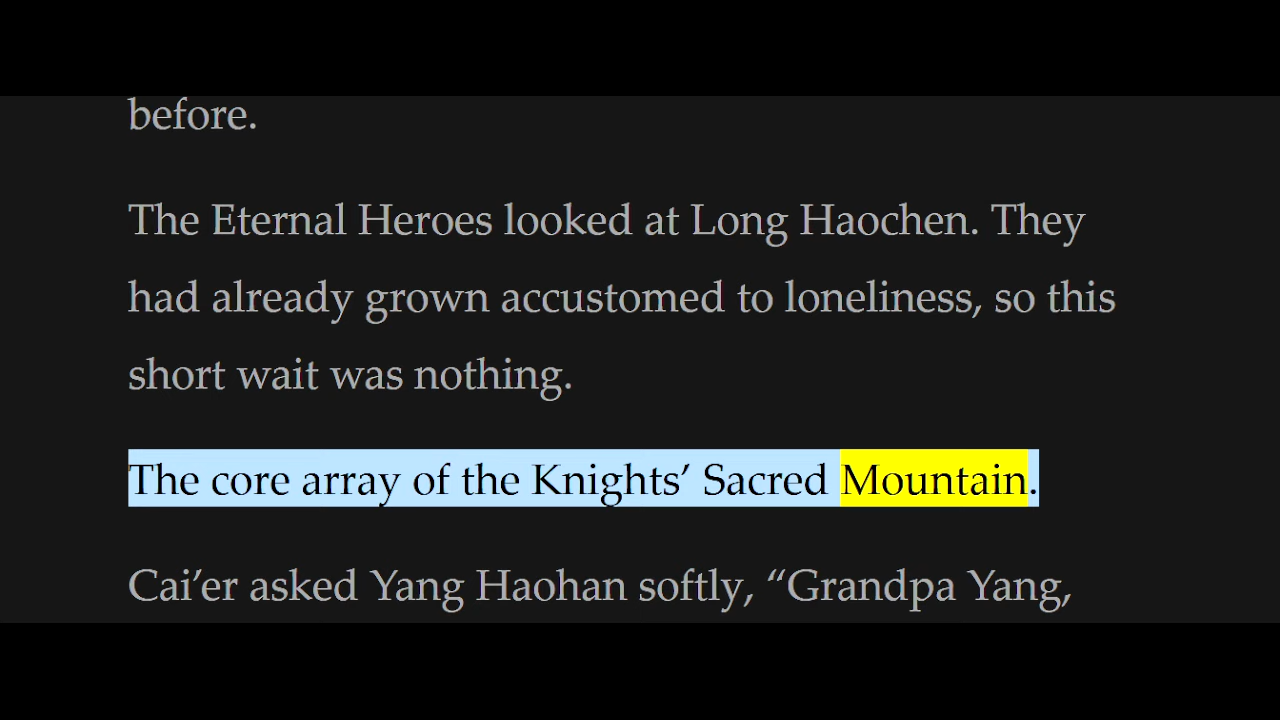 before.
The Eternal Heroes looked at Long Haochen. They
had already grown accustomed to loneliness, so this
short wait was nothing.
The core array of the Knights’ Sacred Mountain.
Cai’er asked Yang Haohan softly, “Grandpa Yang,